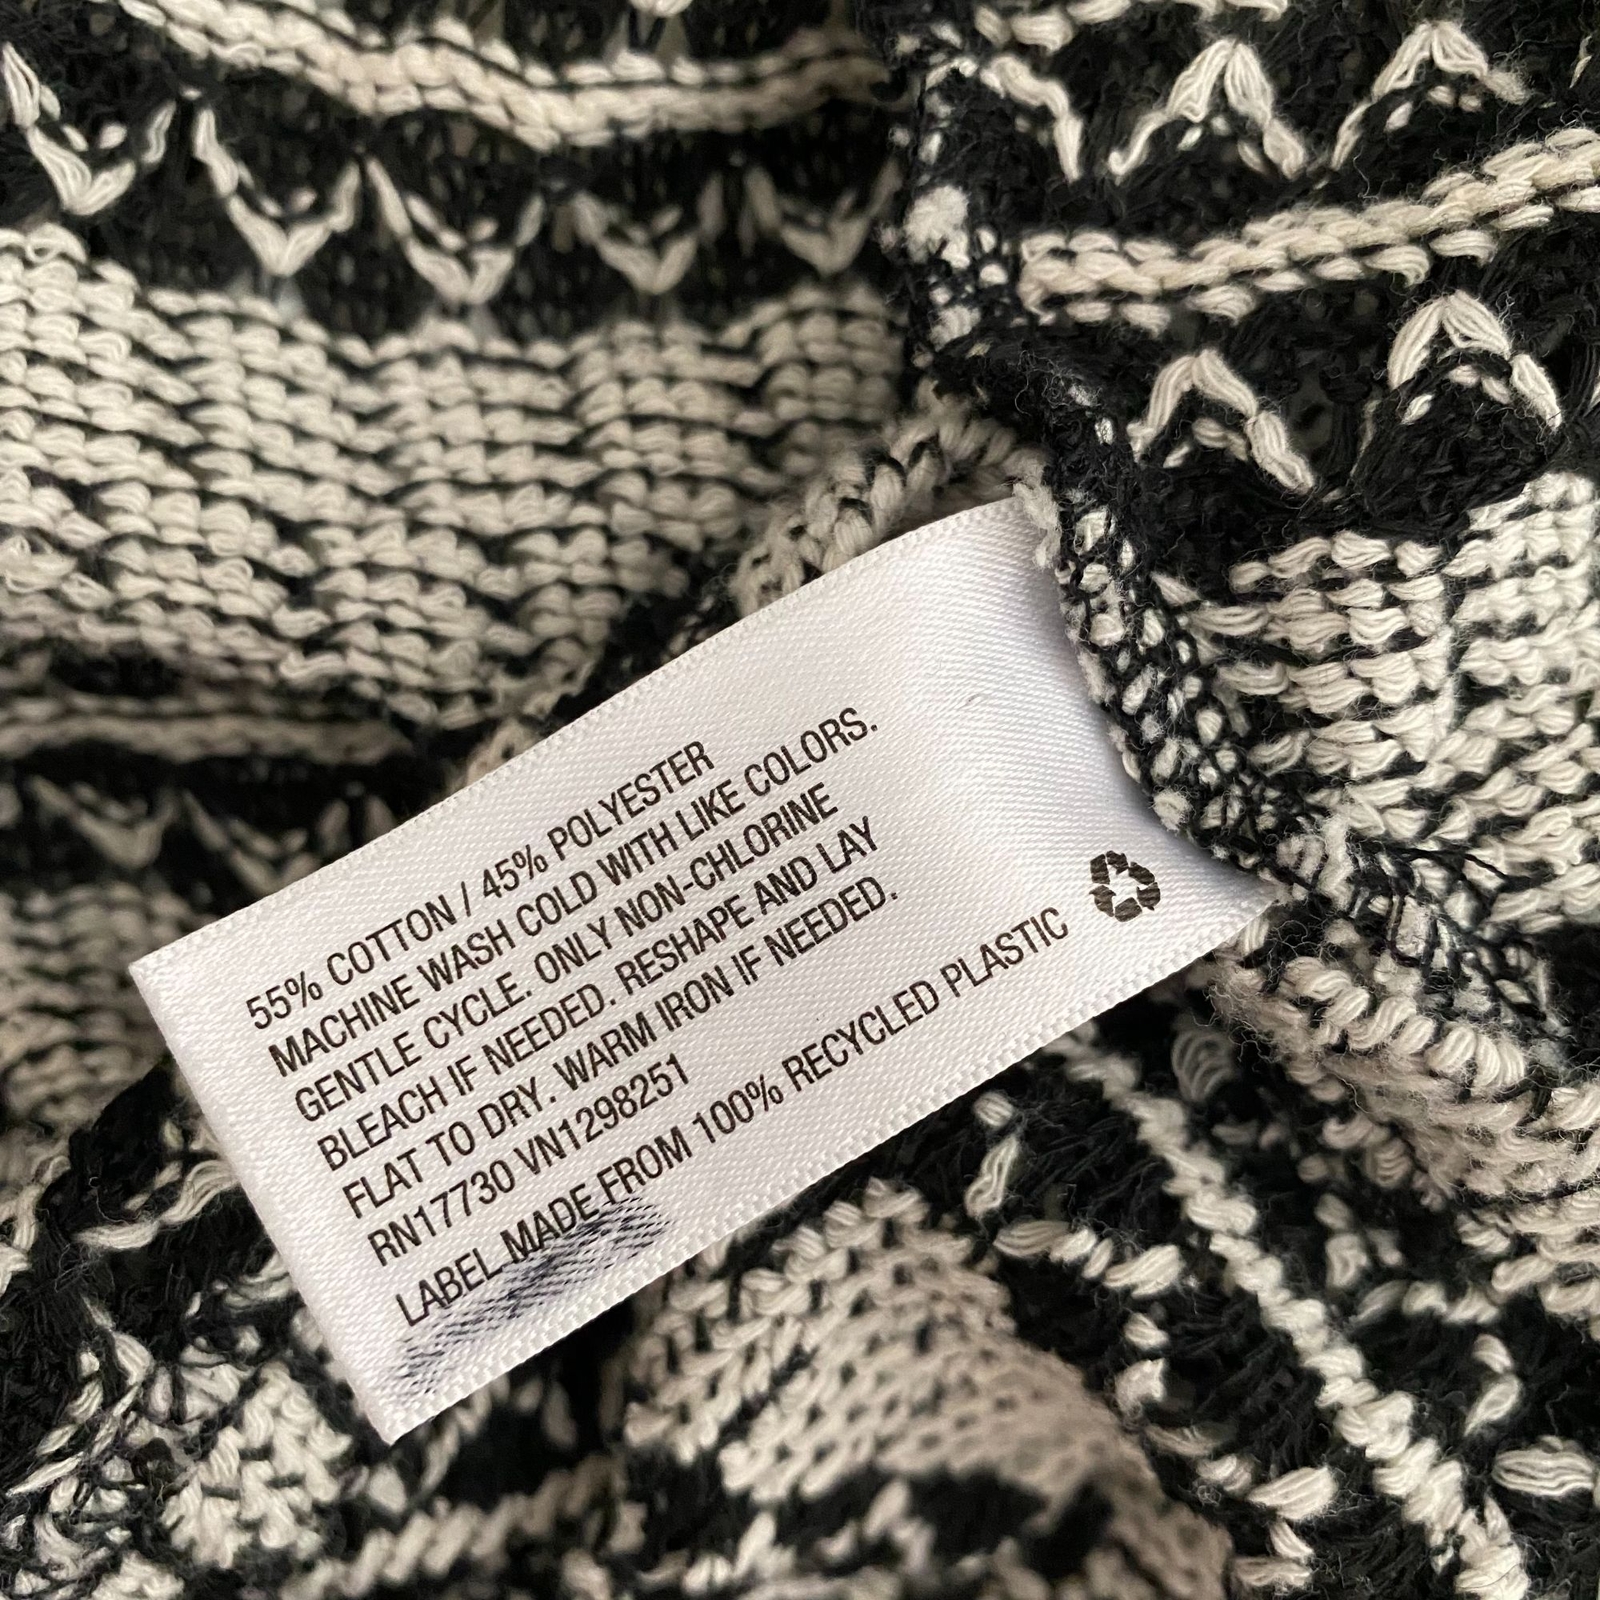 55% COTTON / 45% POLYESTER
MACHINE WASH COLD WITH LIKE COLORS.
GENTLE CYCLE. ONLY NON-CHLORINE
BLEACH IF NEEDED. RESHAPE AND LAY
FLAT TO DRY. WARM IRON IF NEEDED.
RN17730 VN1298251
LABEL MADE FROM 100% RECYCLED PLASTIC